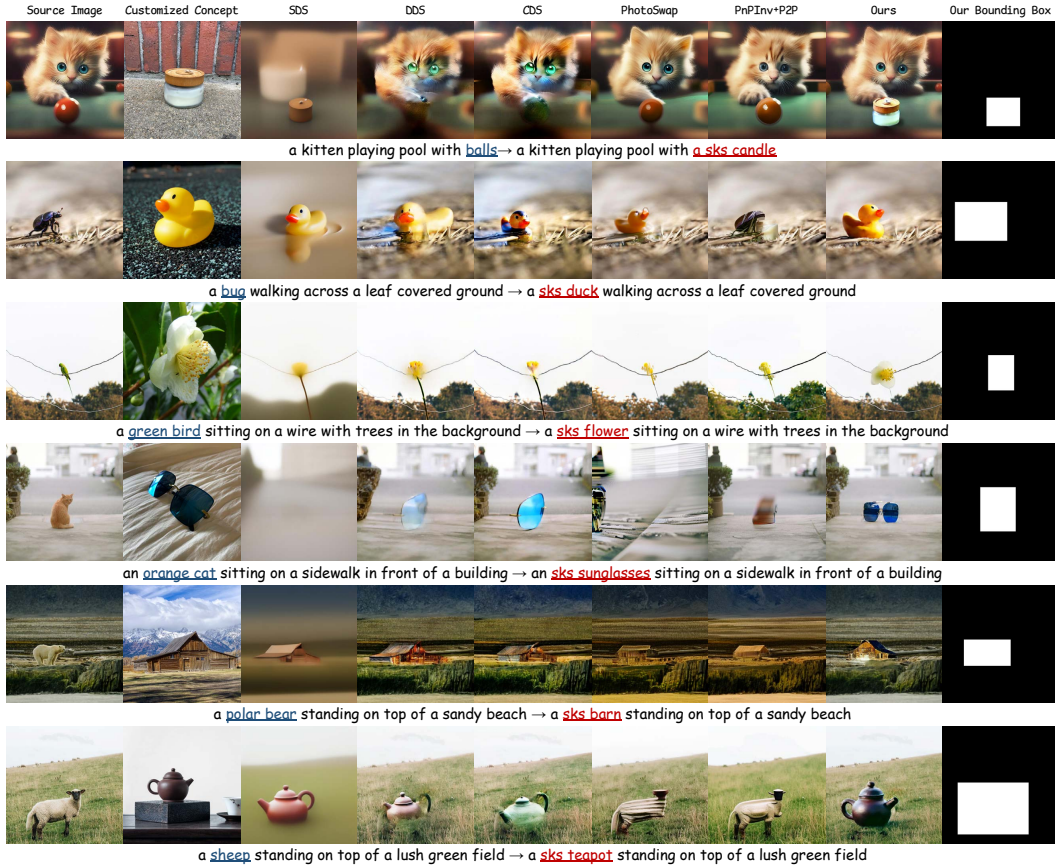 Source Image Customized Concept SDS DDS CDS PhotoSwap PnPInv+P2P Ours Our Bounding Box
a kitten playing pool with balls→ a kitten playing pool with a sks candle
a bug walking across a leaf covered ground → a sks duck walking across a leaf covered ground
a green bird sitting on a wire with trees in the background → a sks flower sitting on a wire with trees in the background
an orange cat sitting on a sidewalk in front of a building → an sks sunglasses sitting on a sidewalk in front of a building
a polar bear standing on top of a sandy beach → a sks barn standing on top of a sandy beach
a sheep standing on top of a lush green field → a sks teapot standing on top of a lush green field